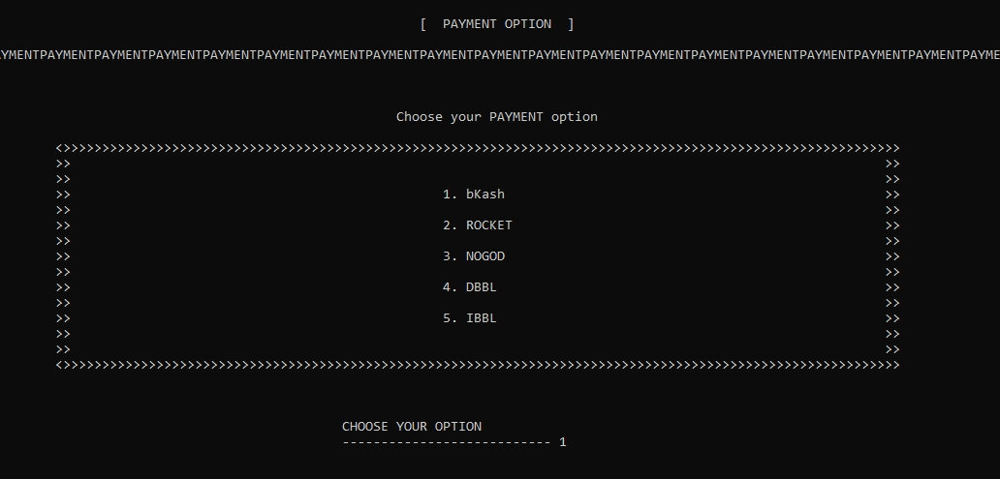 [  PAYMENT OPTION  ]
YMENTPAYMENTPAYMENTPAYMENTPAYMENTPAYMENTPAYMENTPAYMENTPAYMENTPAYMENTPAYMENTPAYMENTPAYMENTPAYMENTPAYMENTPAYMENTPAYMENTPAYMENTPAYME
Choose your PAYMENT option
<>>>>>>>>>>>>>>>>>>>>>>>>>>>>>>>>>>>>>>>>>>>>>>>>>>>>>>>>>>>>>>>>>>>>>>>>>>>>>>>>>>>>>>>>>>>>>>>>>>>>>>>>>>>>
>> >>
>> >>
>> 1. bKash >>
>> >>
>> 2. ROCKET >>
>> >>
>> 3. NOGOD >>
>> >>
>> 4. DBBL >>
>> >>
>> 5. IBBL >>
>> >>
>> >>
<>>>>>>>>>>>>>>>>>>>>>>>>>>>>>>>>>>>>>>>>>>>>>>>>>>>>>>>>>>>>>>>>>>>>>>>>>>>>>>>>>>>>>>>>>>>>>>>>>>>>>>>>>>>>
CHOOSE YOUR OPTION
--------------------------- 1